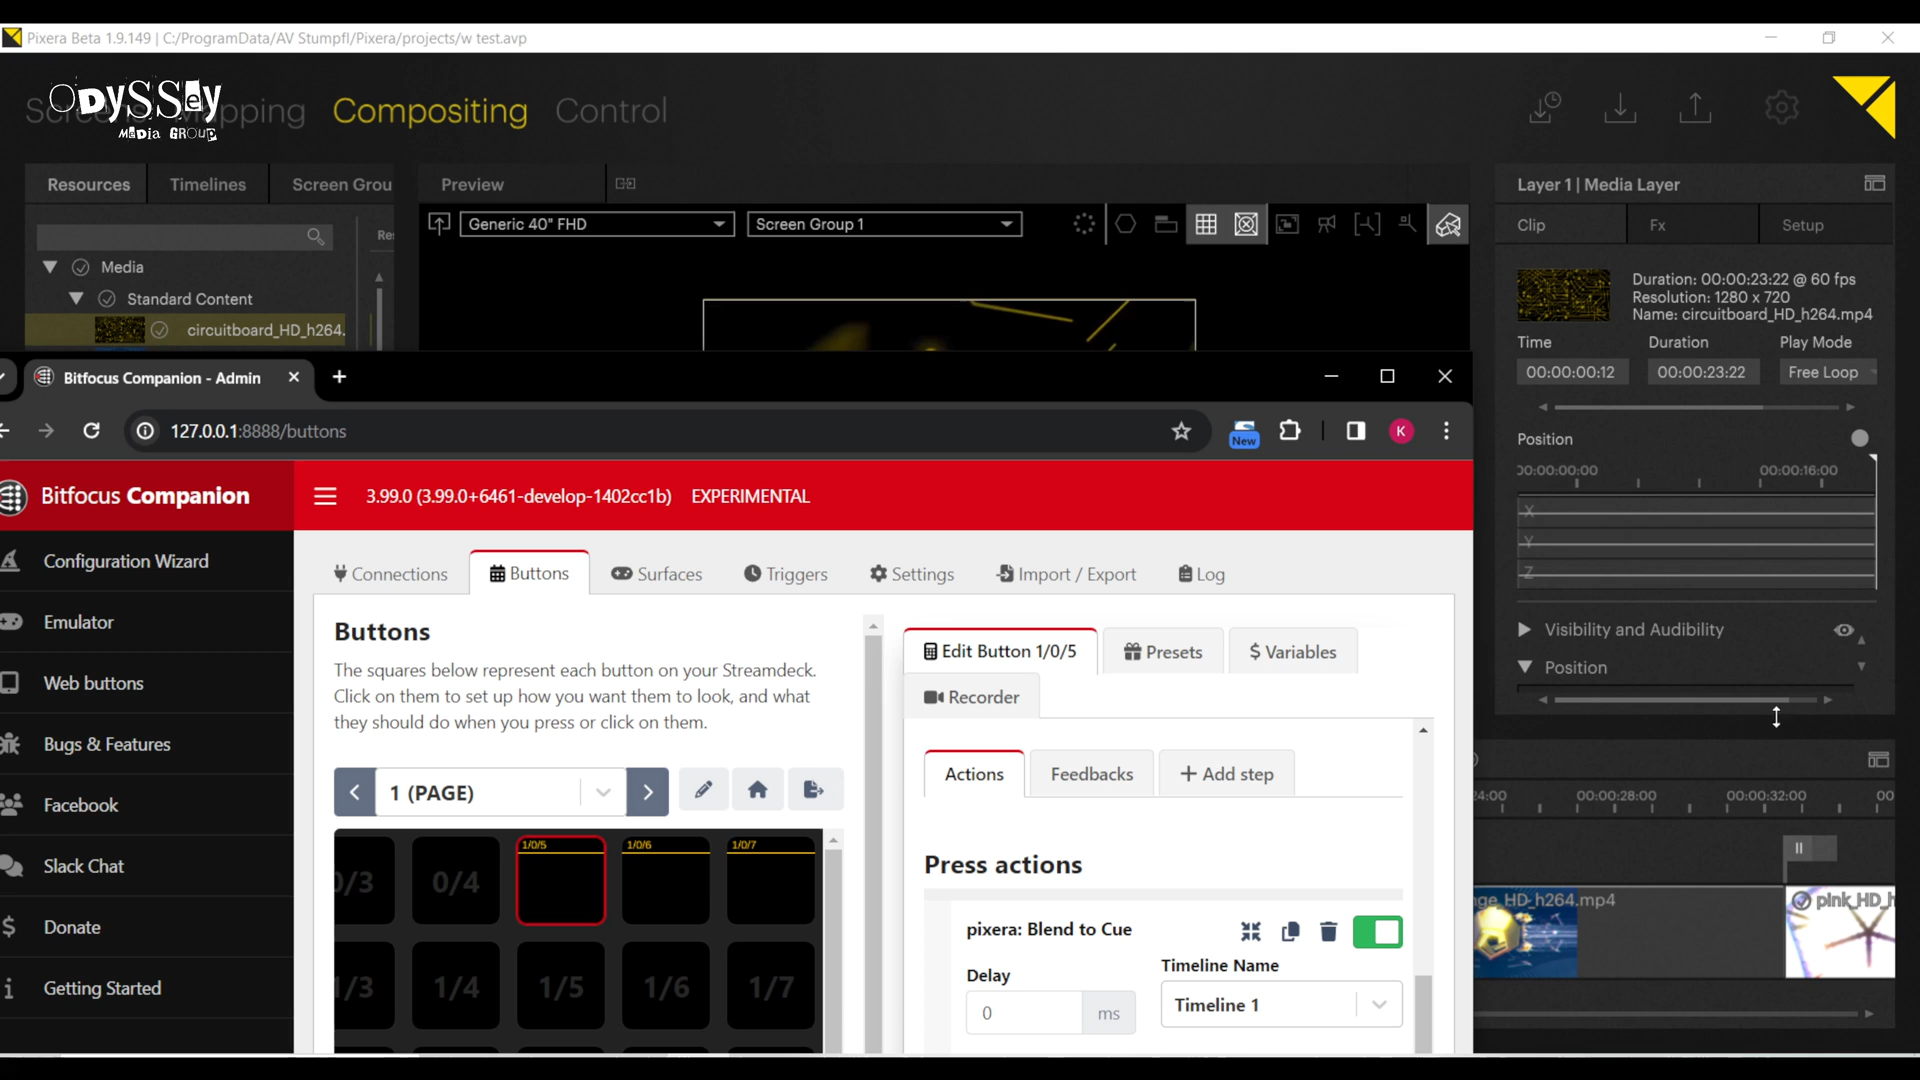 Pixera Beta 1.9.149 | C:/ProgramData/AV Stumpfl/Pixera/projects/w test.avp
ODYSSEY
MEDIA GROUP
Compositing
Control
Resources
Timelines
Screen Grou
Preview
Layer 1 | Media Layer
Generic 40" FHD
Screen Group 1
Clip
Fx
Setup
Media
Standard Content
circuitboard_HD_h264.
Duration: 00:00:23:22 @ 60 fps
Resolution: 1280 x 720
Name: circuitboard_HD_h264.mp4
Time
Duration
Play Mode
00:00:00:12
00:00:23:22
Free Loop
Position
00:00:16:00
X
Y
Z
Visibility and Audibility
Position
Bitfocus Companion - Admin
127.0.0.1:8888/buttons
New
K
Bitfocus Companion
3.99.0 (3.99.0+6461-develop-1402cc1b) EXPERIMENTAL
Configuration Wizard
Emulator
Web buttons
Bugs & Features
Facebook
Slack Chat
Donate
Getting Started
Connections
Buttons
Surfaces
Triggers
Settings
Import / Export
Log
Buttons
The squares below represent each button on your Streamdeck.
Click on them to set up how you want them to look, and what
they should do when you press or click on them.
1 (PAGE)
1/0/5
1/0/6
1/0/7
0/3
0/4
1/3
1/4
1/5
1/6
1/7
Edit Button 1/0/5
Presets
$ Variables
Recorder
Actions
Feedbacks
+ Add step
Press actions
pixera: Blend to Cue
Delay
Timeline Name
0
ms
Timeline 1
00:00:28:00
00:00:32:00
00
HD_h264.mp4
pink_HD_h